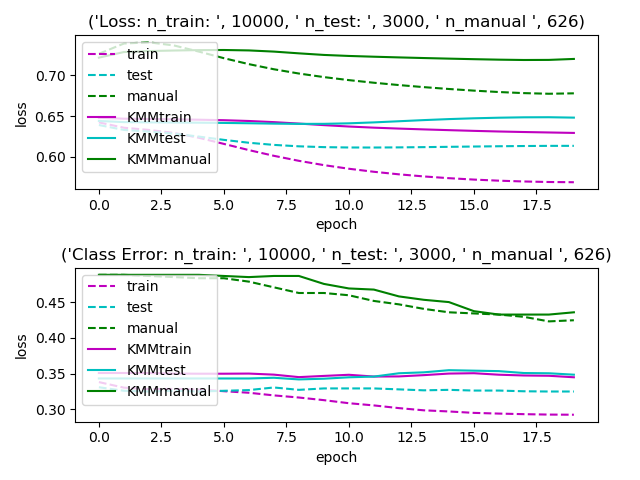 ('Loss: n_train: ', 10000, ' n_test: ', 3000, ' n_manual ', 626)
train
test
manual
KMMtrain
KMMtest
KMMmanual
0.70
0.65
0.60
loss
0.0 2.5 5.0 7.5 10.0 12.5 15.0 17.5
epoch
('Class Error: n_train: ', 10000, ' n_test: ', 3000, ' n_manual ', 626)
train
test
manual
KMMtrain
KMMtest
KMMmanual
0.45
0.40
0.35
0.30
loss
0.0 2.5 5.0 7.5 10.0 12.5 15.0 17.5
epoch